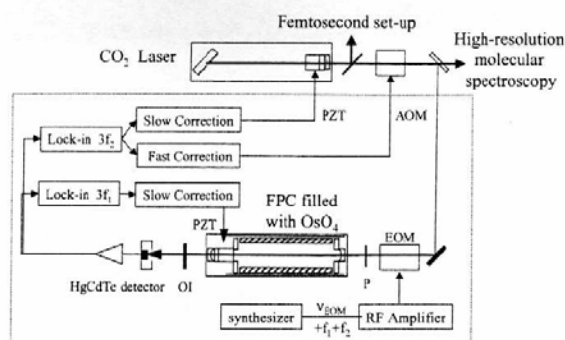 Femtosecond set-up
CO2 Laser
High-resolution
molecular
spectroscopy
PZT
AOM
Slow Correction
Lock-in 3f2
Fast Correction
Lock-in 3f1
Slow Correction
FPC filled
with OsO4
PZT
EOM
HgCdTe detector
OI
P
synthesizer
νEOM
+f1+f2
RF Amplifier